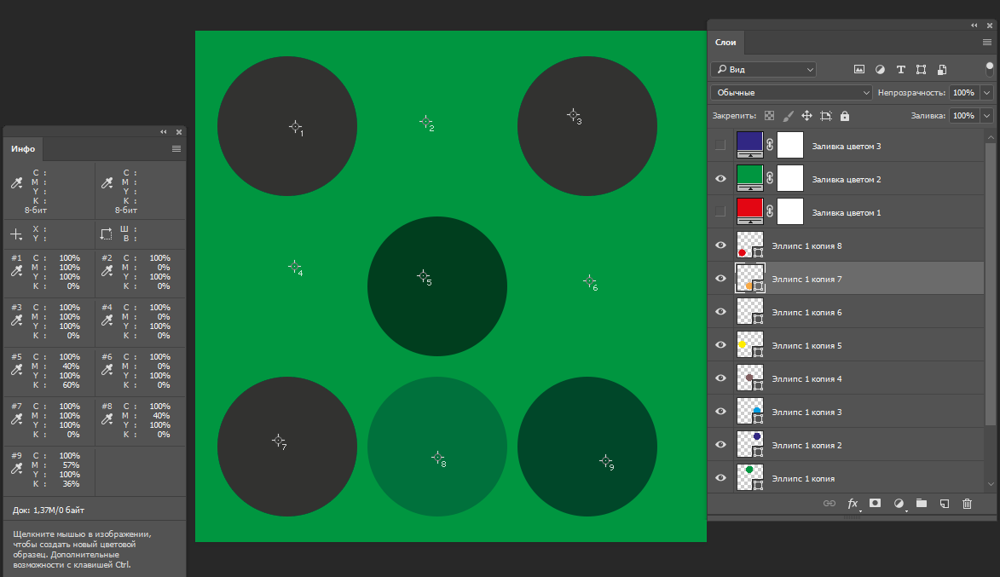 Инфо
C :
M :
Y :
K :
8-бит
C :
M :
Y :
K :
8-бит
X :
Y :
Ш :
В :
#1 C : 100%
M : 100%
Y : 100%
K : 0%
#2 C : 100%
M : 0%
Y : 100%
K : 0%
#3 C : 100%
M : 100%
Y : 100%
K : 0%
#4 C : 100%
M : 0%
Y : 100%
K : 0%
#5 C : 100%
M : 40%
Y : 100%
K : 60%
#6 C : 100%
M : 0%
Y : 100%
K : 0%
#7 C : 100%
M : 100%
Y : 100%
K : 0%
#8 C : 100%
M : 40%
Y : 100%
K : 0%
#9 C : 100%
M : 57%
Y : 100%
K : 36%
Док: 1,37M/0 байт
Щелкните мышью в изображении,
чтобы создать новый цветовой
образец. Дополнительные
возможности с клавишей Ctrl.
1
2
3
4
5
6
7
8
9
Слои
Вид
Обычные
Непрозрачность: 100%
Закрепить:
Заливка: 100%
Заливка цветом 3
Заливка цветом 2
Заливка цветом 1
Эллипс 1 копия 8
Эллипс 1 копия 7
Эллипс 1 копия 6
Эллипс 1 копия 5
Эллипс 1 копия 4
Эллипс 1 копия 3
Эллипс 1 копия 2
Эллипс 1 копия
fx